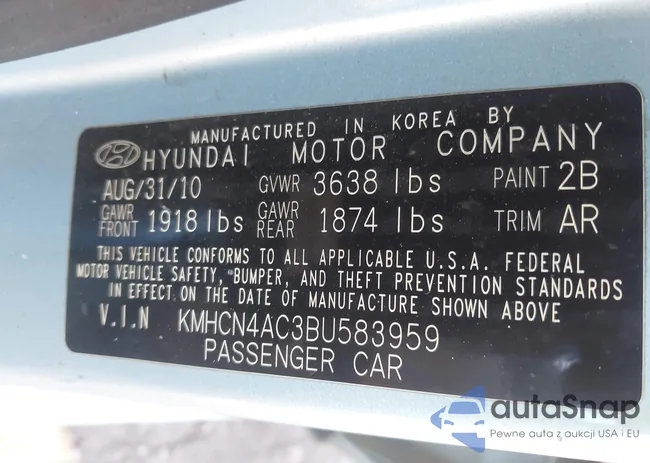 MANUFACTURED IN KOREA BY
HYUNDAI MOTOR COMPANY
AUG/31/10 GVWR 3638 lbs PAINT 2B
GAWR FRONT 1918 lbs GAWR REAR 1874 lbs TRIM AR
THIS VEHICLE CONFORMS TO ALL APPLICABLE U.S.A. FEDERAL
MOTOR VEHICLE SAFETY, BUMPER, AND THEFT PREVENTION STANDARDS
IN EFFECT ON THE DATE OF MANUFACTURE SHOWN ABOVE
V.I.N KMHCN4AC3BU583959
PASSENGER CAR
autaSnap
Pewne auta z aukcji USA i EU